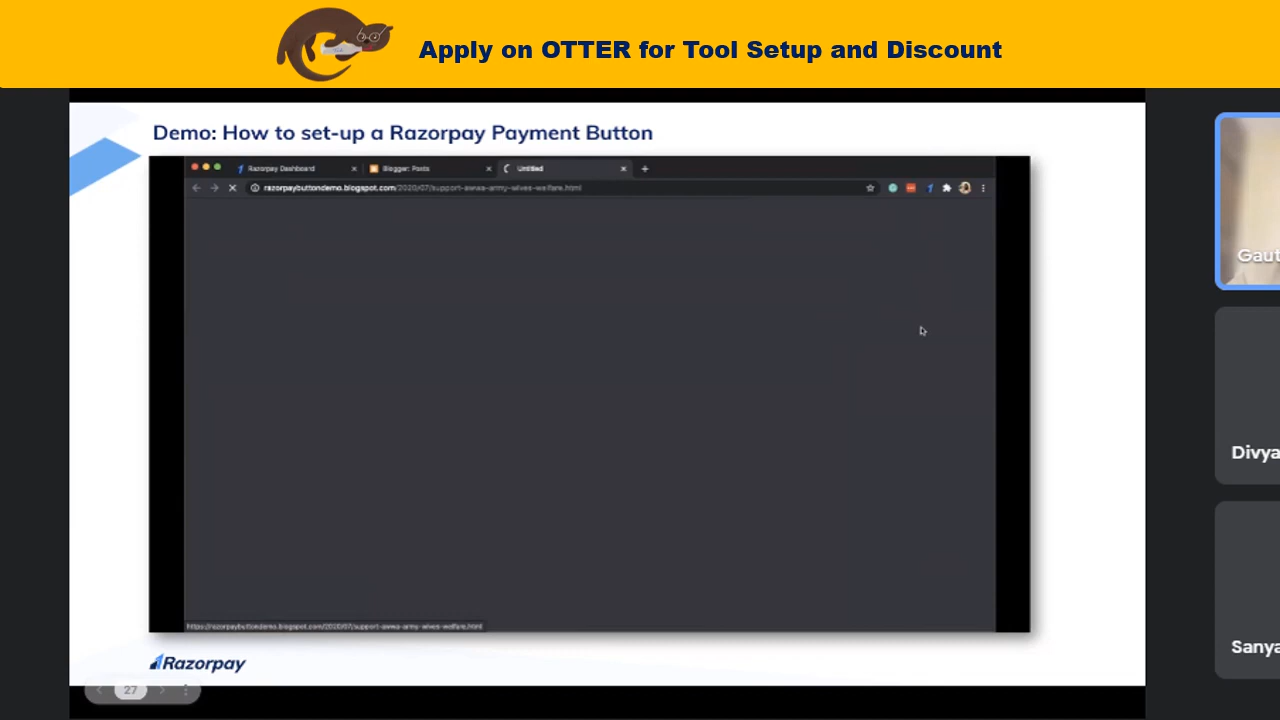 Apply on OTTER for Tool Setup and Discount
Demo: How to set-up a Razorpay Payment Button
Razorpay Dashboard
Blogger: Posts
Untitled
razorpaybuttondemo.blogspot.com/2020/07/support-awwa-army-wives-welfare.html
Gaut
Divya
Sanya
https://razorpaybuttondemo.blogspot.com/2020/07/support-awwa-army-wives-welfare.html
Razorpay
27